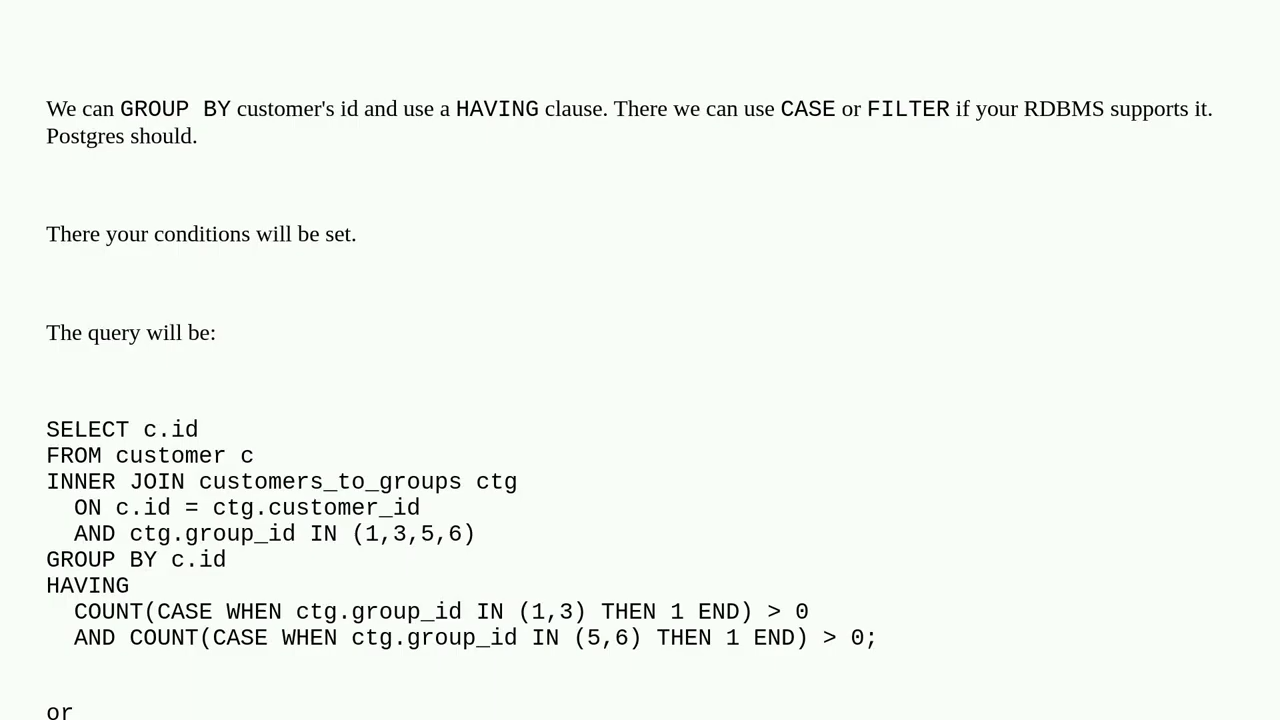 We can GROUP BY customer's id and use a HAVING clause. There we can use CASE or FILTER if your RDBMS supports it.
Postgres should.
There your conditions will be set.
The query will be:
SELECT c.id
FROM customer c
INNER JOIN customers_to_groups ctg
  ON c.id = ctg.customer_id
  AND ctg.group_id IN (1,3,5,6)
GROUP BY c.id
HAVING
  COUNT(CASE WHEN ctg.group_id IN (1,3) THEN 1 END) > 0
  AND COUNT(CASE WHEN ctg.group_id IN (5,6) THEN 1 END) > 0;
or